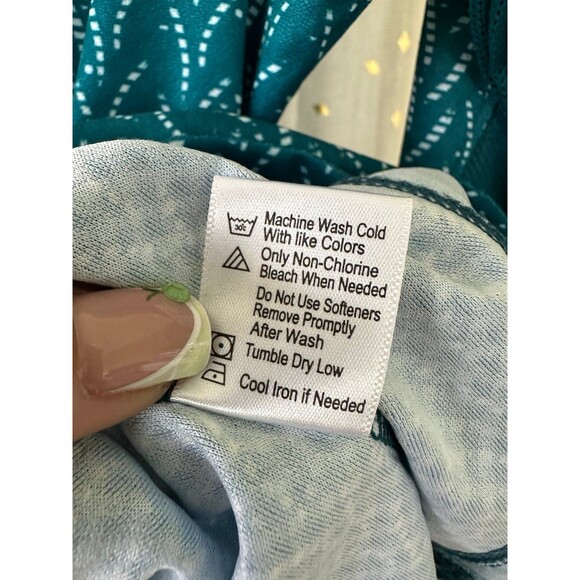 30c
Machine Wash Cold
With like Colors
Only Non-Chlorine
Bleach When Needed
Do Not Use Softeners
Remove Promptly
After Wash
Tumble Dry Low
Cool Iron if Needed